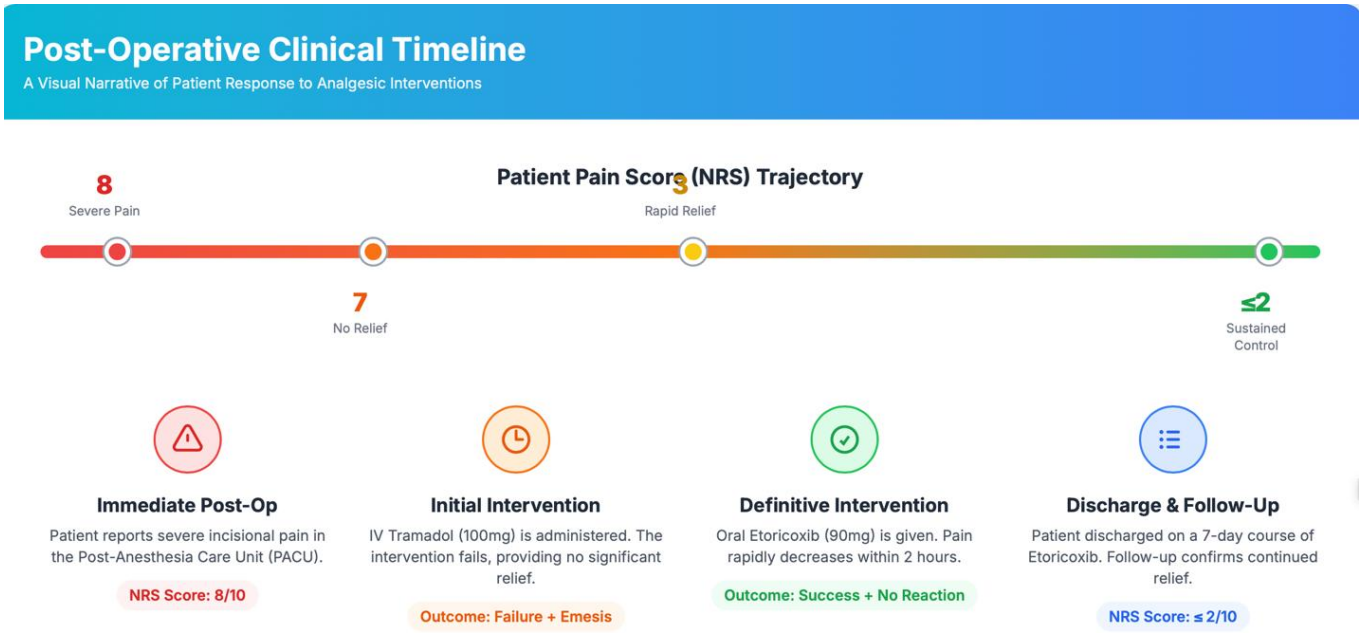 Post-Operative Clinical Timeline
A Visual Narrative of Patient Response to Analgesic Interventions
Patient Pain Score (NRS) Trajectory
8
Severe Pain
3
Rapid Relief
7
No Relief
≤2
Sustained
Control
Immediate Post-Op
Patient reports severe incisional pain in
the Post-Anesthesia Care Unit (PACU).
NRS Score: 8/10
Initial Intervention
IV Tramadol (100mg) is administered. The
intervention fails, providing no significant
relief.
Outcome: Failure + Emesis
Definitive Intervention
Oral Etoricoxib (90mg) is given. Pain
rapidly decreases within 2 hours.
Outcome: Success + No Reaction
Discharge & Follow-Up
Patient discharged on a 7-day course of
Etoricoxib. Follow-up confirms continued
relief.
NRS Score: ≤ 2/10